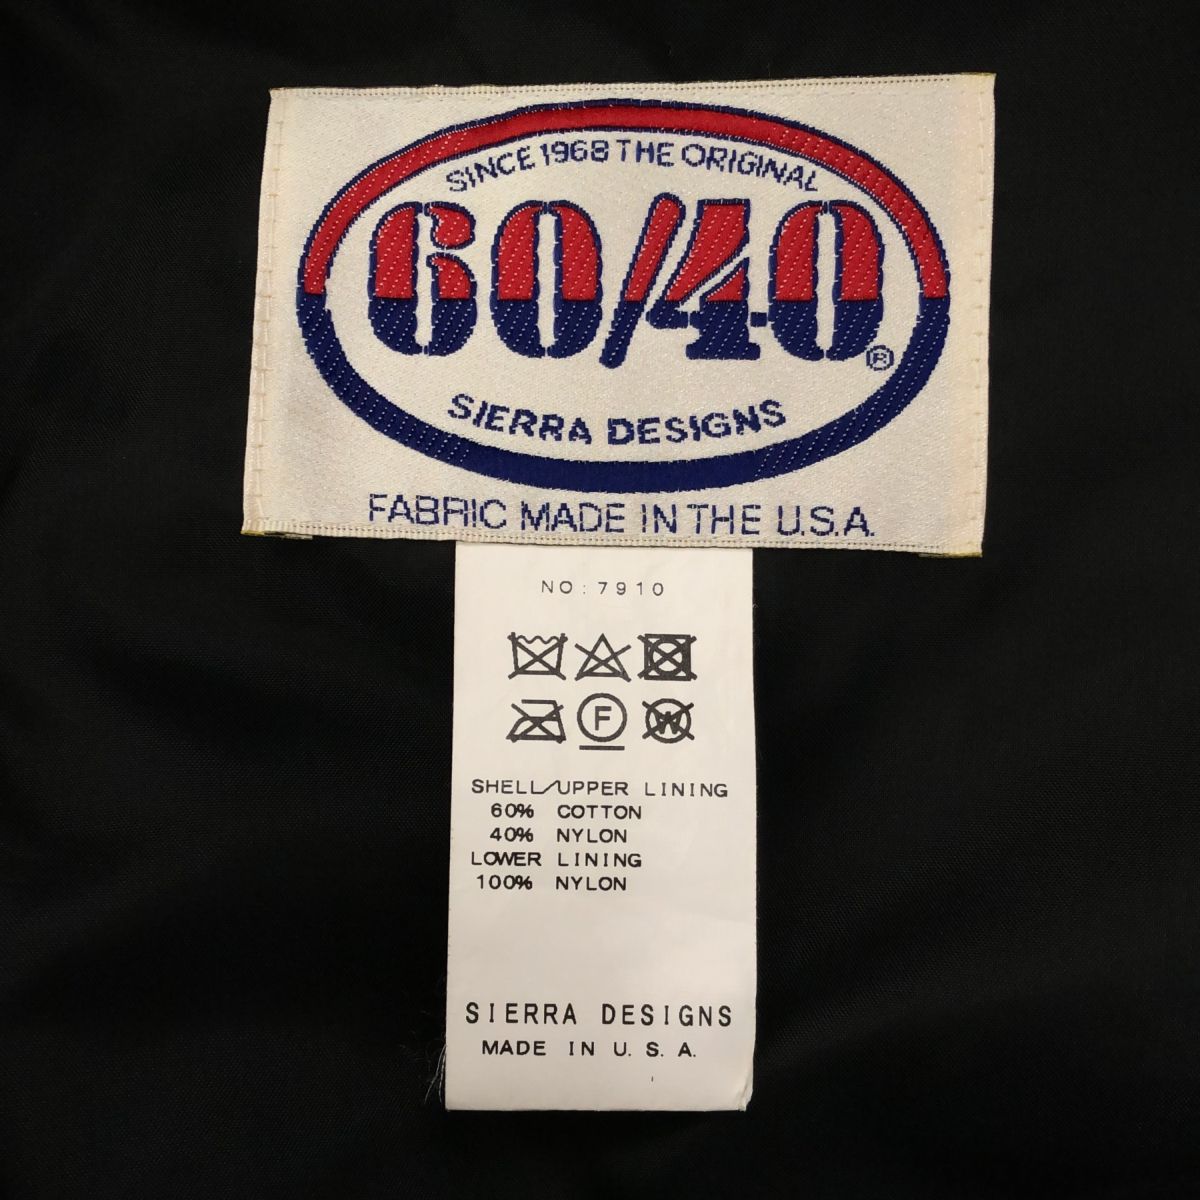 SINCE 1968 THE ORIGINAL
60/40®
SIERRA DESIGNS
FABRIC MADE IN THE U.S.A.
NO:7910
F W
SHELL/UPPER LINING
60% COTTON
40% NYLON
LOWER LINING
100% NYLON
SIERRA DESIGNS
MADE IN U.S.A.